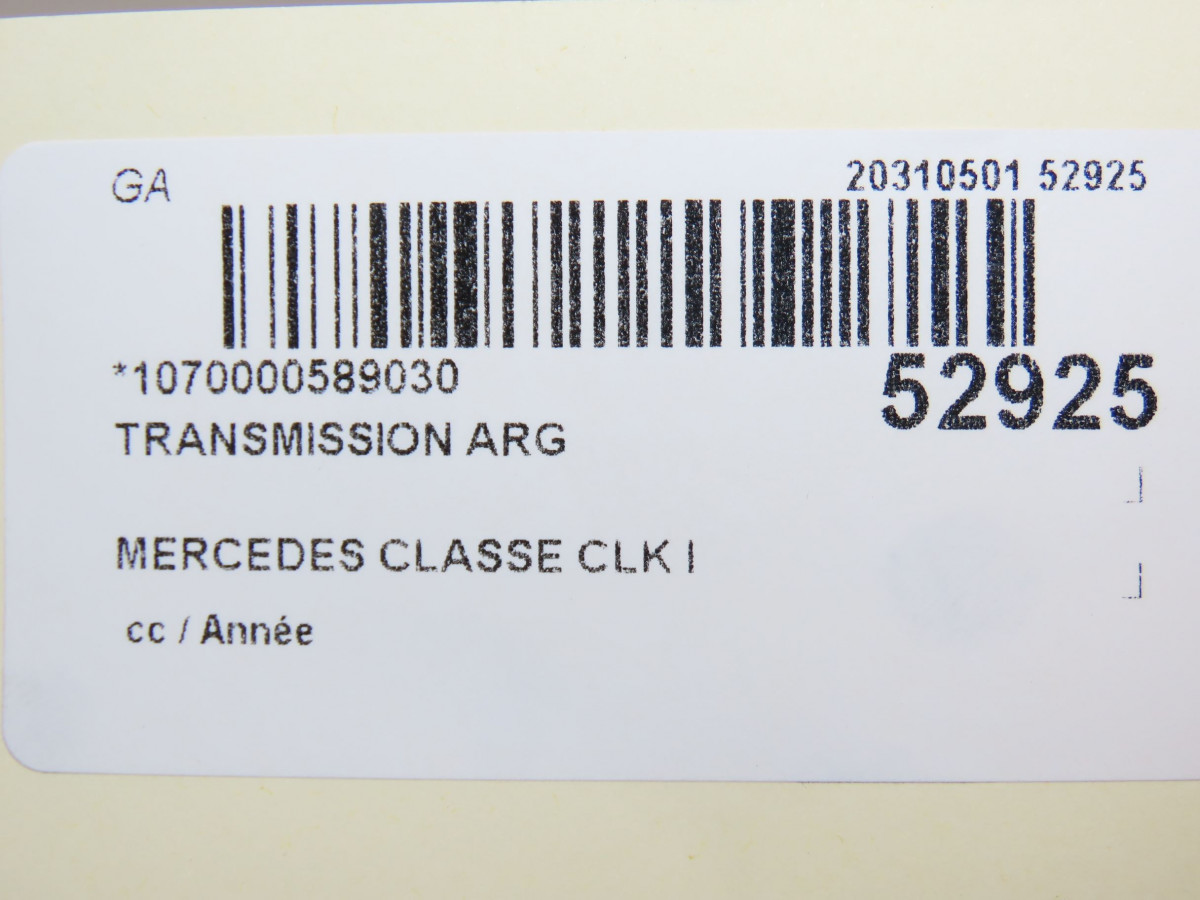 GA
20310501 52925
*1070000589030
52925
TRANSMISSION ARG
MERCEDES CLASSE CLK I
cc / Année